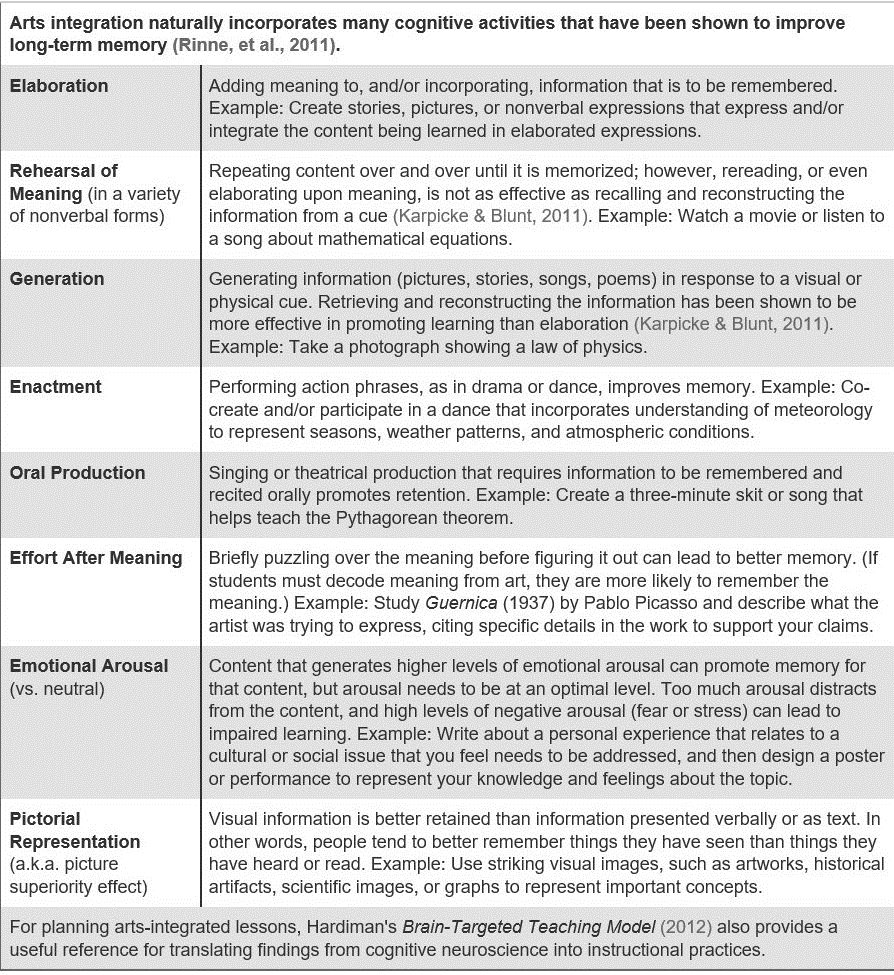 Arts integration naturally incorporates many cognitive activities that have been shown to improve
long-term memory (Rinne, et al., 2011).
Elaboration
Adding meaning to, and/or incorporating, information that is to be remembered.
Example: Create stories, pictures, or nonverbal expressions that express and/or
integrate the content being learned in elaborated expressions.
Rehearsal of
Meaning (in a variety
of nonverbal forms)
Repeating content over and over until it is memorized; however, rereading, or even
elaborating upon meaning, is not as effective as recalling and reconstructing the
information from a cue (Karpicke & Blunt, 2011). Example: Watch a movie or listen to
a song about mathematical equations.
Generation
Generating information (pictures, stories, songs, poems) in response to a visual or
physical cue. Retrieving and reconstructing the information has been shown to be
more effective in promoting learning than elaboration (Karpicke & Blunt, 2011).
Example: Take a photograph showing a law of physics.
Enactment
Performing action phrases, as in drama or dance, improves memory. Example: Co-
create and/or participate in a dance that incorporates understanding of meteorology
to represent seasons, weather patterns, and atmospheric conditions.
Oral Production
Singing or theatrical production that requires information to be remembered and
recited orally promotes retention. Example: Create a three-minute skit or song that
helps teach the Pythagorean theorem.
Effort After Meaning
Briefly puzzling over the meaning before figuring it out can lead to better memory. (If
students must decode meaning from art, they are more likely to remember the
meaning.) Example: Study Guernica (1937) by Pablo Picasso and describe what the
artist was trying to express, citing specific details in the work to support your claims.
Emotional Arousal
(vs. neutral)
Content that generates higher levels of emotional arousal can promote memory for
that content, but arousal needs to be at an optimal level. Too much arousal distracts
from the content, and high levels of negative arousal (fear or stress) can lead to
impaired learning. Example: Write about a personal experience that relates to a
cultural or social issue that you feel needs to be addressed, and then design a poster
or performance to represent your knowledge and feelings about the topic.
Pictorial
Representation
(a.k.a. picture
superiority effect)
Visual information is better retained than information presented verbally or as text. In
other words, people tend to better remember things they have seen than things they
have heard or read. Example: Use striking visual images, such as artworks, historical
artifacts, scientific images, or graphs to represent important concepts.
For planning arts-integrated lessons, Hardiman's Brain-Targeted Teaching Model (2012) also provides a
useful reference for translating findings from cognitive neuroscience into instructional practices.